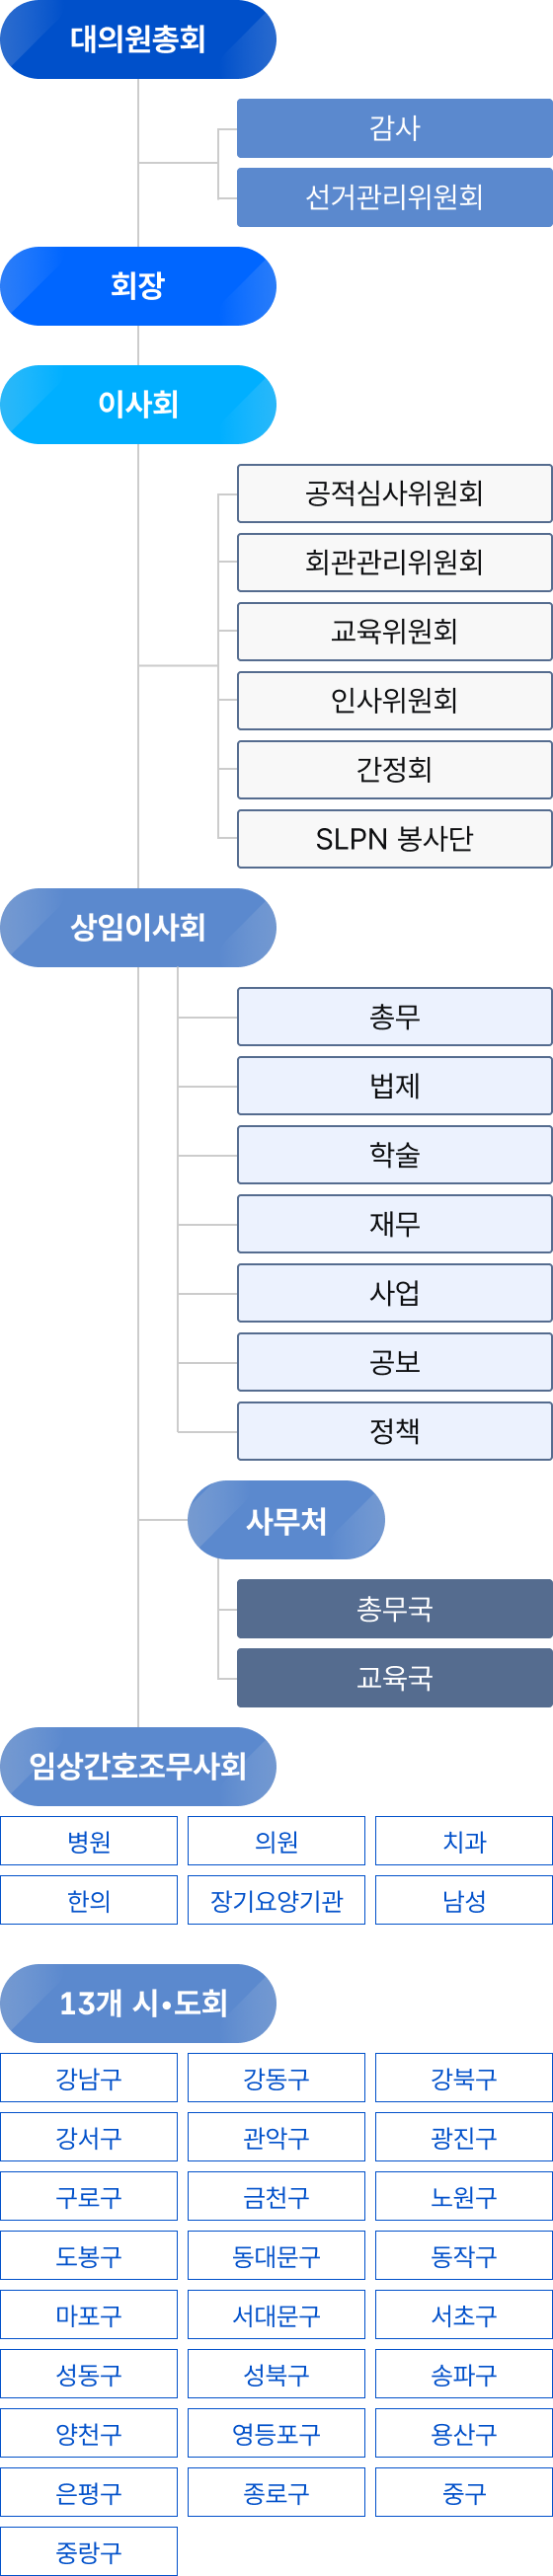 대의원총회
감사
선거관리위원회
회장
이사회
공적심사위원회
회관관리위원회
교육위원회
인사위원회
간정회
SLPN 봉사단
상임이사회
총무
법제
학술
재무
사업
공보
정책
사무처
총무국
교육국
임상간호조무사회
병원 의원 치과
한의 장기요양기관 남성
13개 시•도회
강남구 강동구 강북구
강서구 관악구 광진구
구로구 금천구 노원구
도봉구 동대문구 동작구
마포구 서대문구 서초구
성동구 성북구 송파구
양천구 영등포구 용산구
은평구 종로구 중구
중랑구